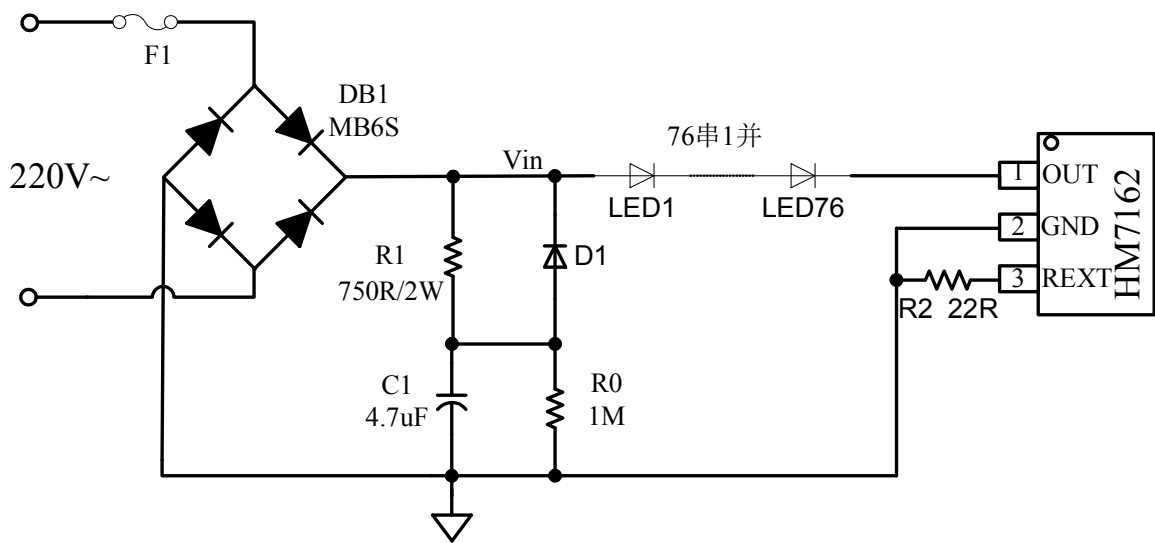 F1
DB1
MB6S
220V~
Vin
76串1并
LED1
LED76
1
OUT
2
GND
3
REXT
HM7162
R1
750R/2W
D1
R2 22R
C1
4.7uF
R0
1M